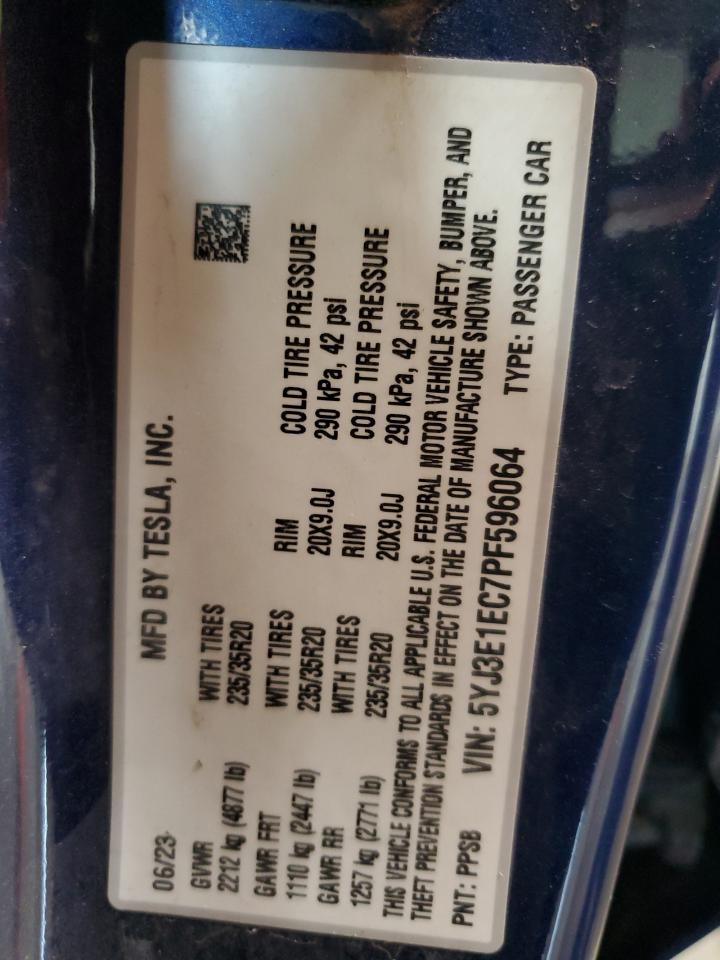 MFD BY TESLA, INC.
06/23
GVWR WITH TIRES
2212 kg (4877 lb) 235/35R20
GAWR FRT WITH TIRES RIM COLD TIRE PRESSURE
1110 kg (2447 lb) 235/35R20 20X9.0J 290 kPa, 42 psi
GAWR RR WITH TIRES RIM COLD TIRE PRESSURE
1257 kg (2771 lb) 235/35R20 20X9.0J 290 kPa, 42 psi
THIS VEHICLE CONFORMS TO ALL APPLICABLE U.S. FEDERAL MOTOR VEHICLE SAFETY, BUMPER, AND
THEFT PREVENTION STANDARDS IN EFFECT ON THE DATE OF MANUFACTURE SHOWN ABOVE.
PNT: PPSB VIN: 5YJ3E1EC7PF596064 TYPE: PASSENGER CAR